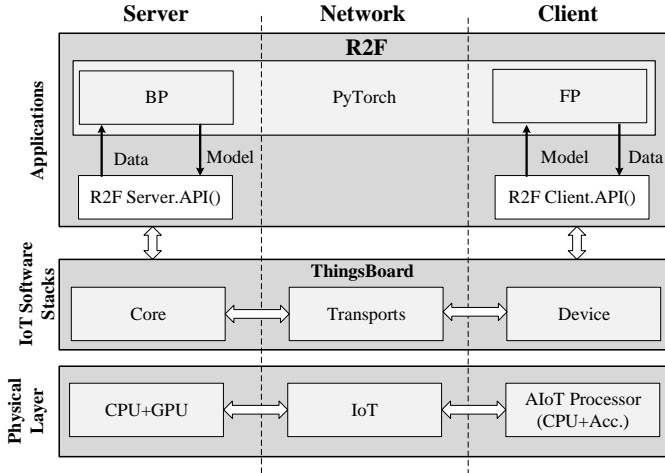 Server Network Client
R2F
BP PyTorch FP
Data Model Model Data
R2F Server.API() R2F Client.API()
Applications
ThingsBoard
Core Transports Device
IoT Software
Stacks
CPU+GPU IoT AIoT Processor
(CPU+Acc.)
Physical
Layer